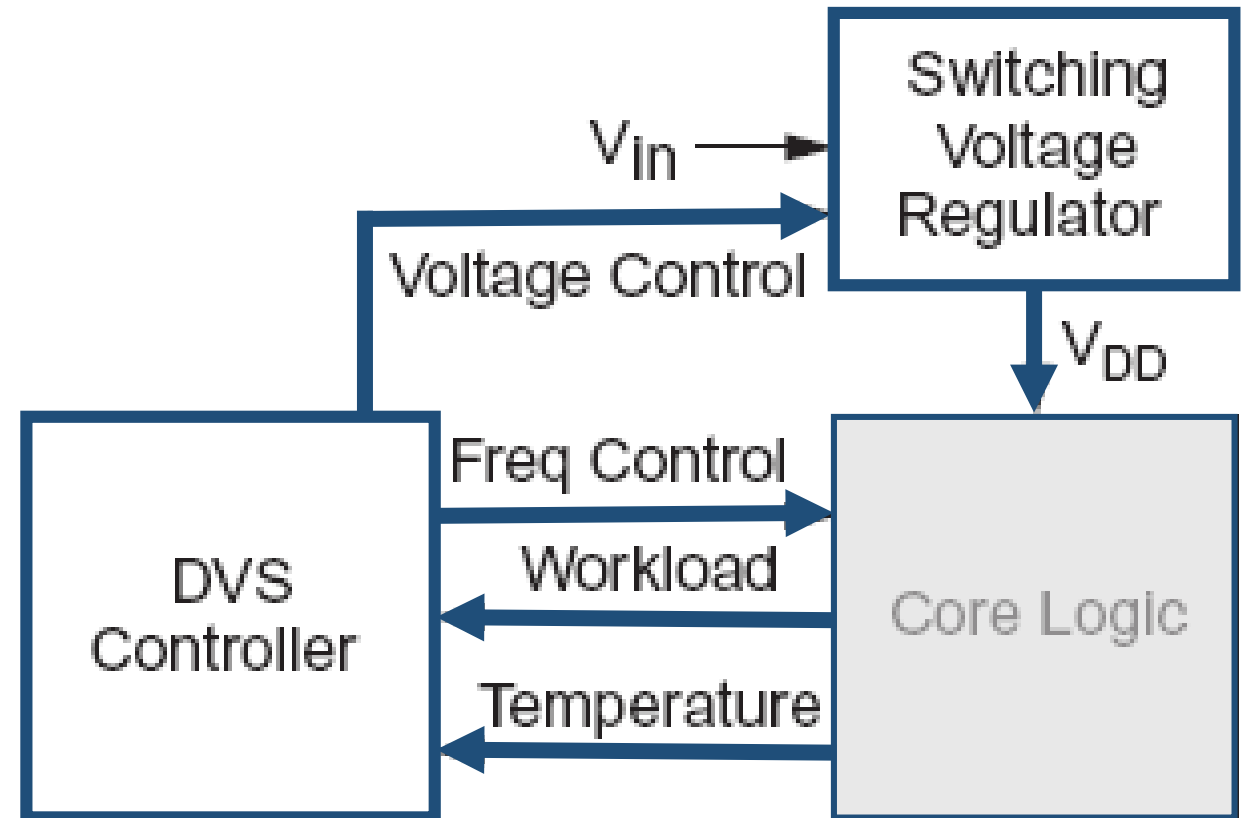 Switching
Voltage
Regulator
Vin
Voltage Control
VDD
Freq Control
Workload
Temperature
DVS
Controller
Core Logic